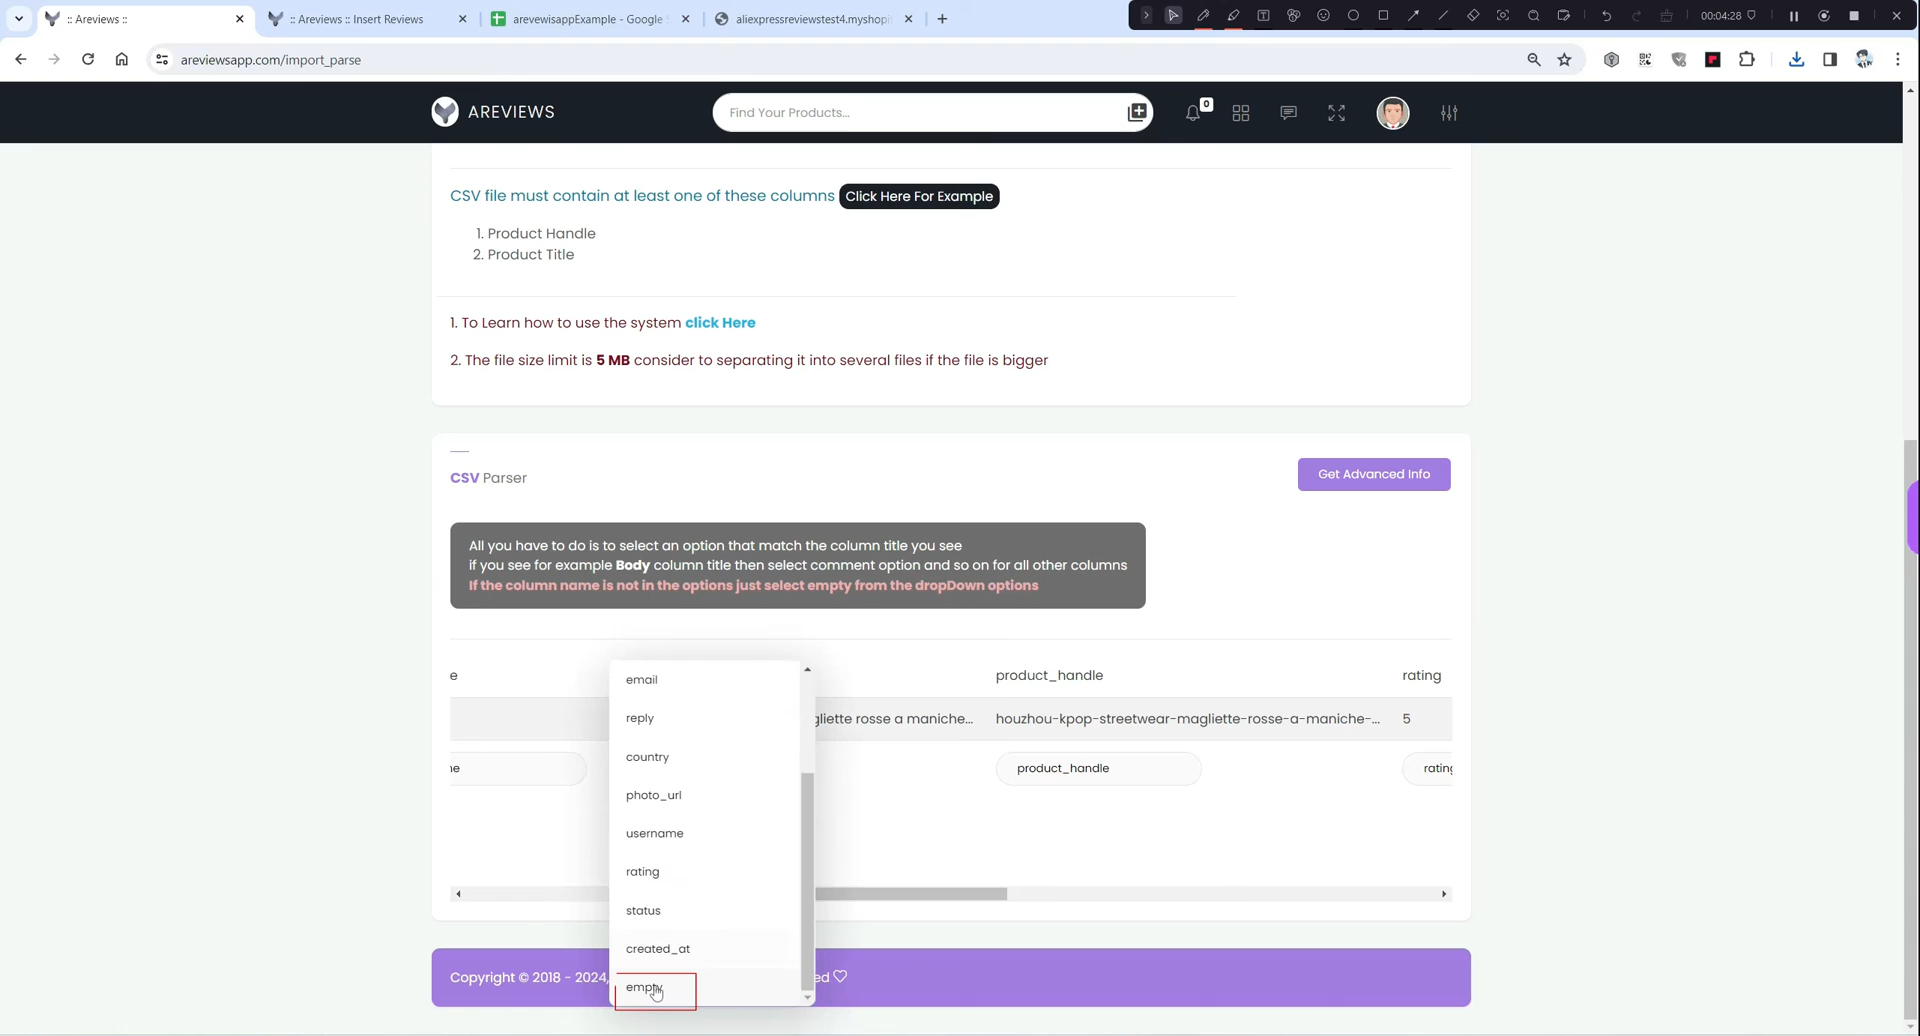 :: Areviews ::
:: Areviews :: Insert Reviews
arevewisappExample - Google S
aliexpressreviewstest4.myshopi
00:04:28
areviewsapp.com/import_parse
AREVIEWS
Find Your Products...
0
CSV file must contain at least one of these columns Click Here For Example
1. Product Handle
2. Product Title
1. To Learn how to use the system click Here
2. The file size limit is 5 MB consider to separating it into several files if the file is bigger
CSV Parser
Get Advanced Info
All you have to do is to select an option that match the column title you see
if you see for example Body column title then select comment option and so on for all other columns
If the column name is not in the options just select empty from the dropDown options
e
product_handle
rating
gliette rosse a maniche...
houzhou-kpop-streetwear-magliette-rosse-a-maniche-...
5
product_handle
rating
email
reply
country
photo_url
username
rating
status
created_at
empty
Copyright © 2018 - 2024,
ed